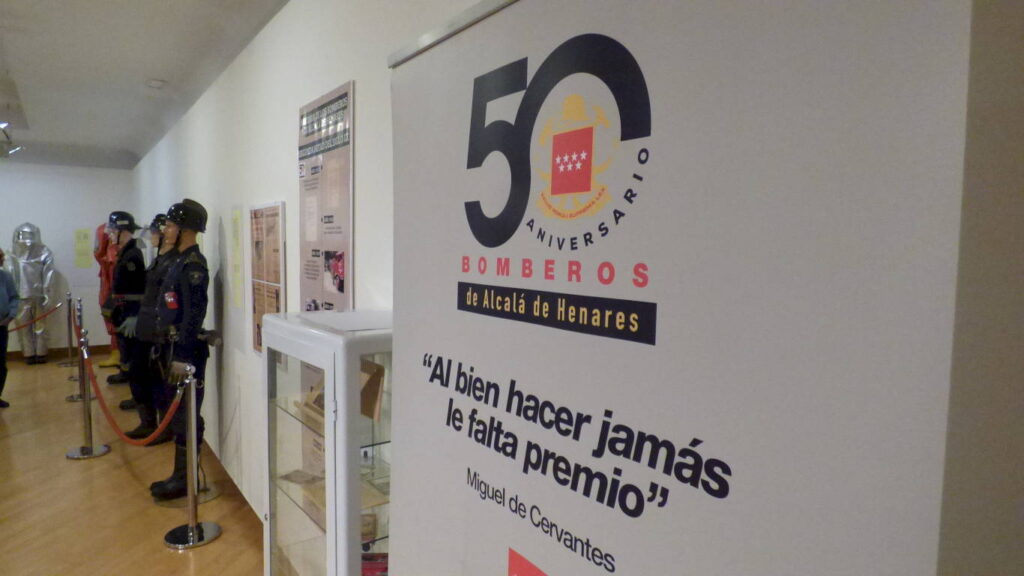 50
ANIVERSARIO
BOMBEROS
de Alcalá de Henares
“Al bien hacer jamás
le falta premio”
Miguel de Cervantes